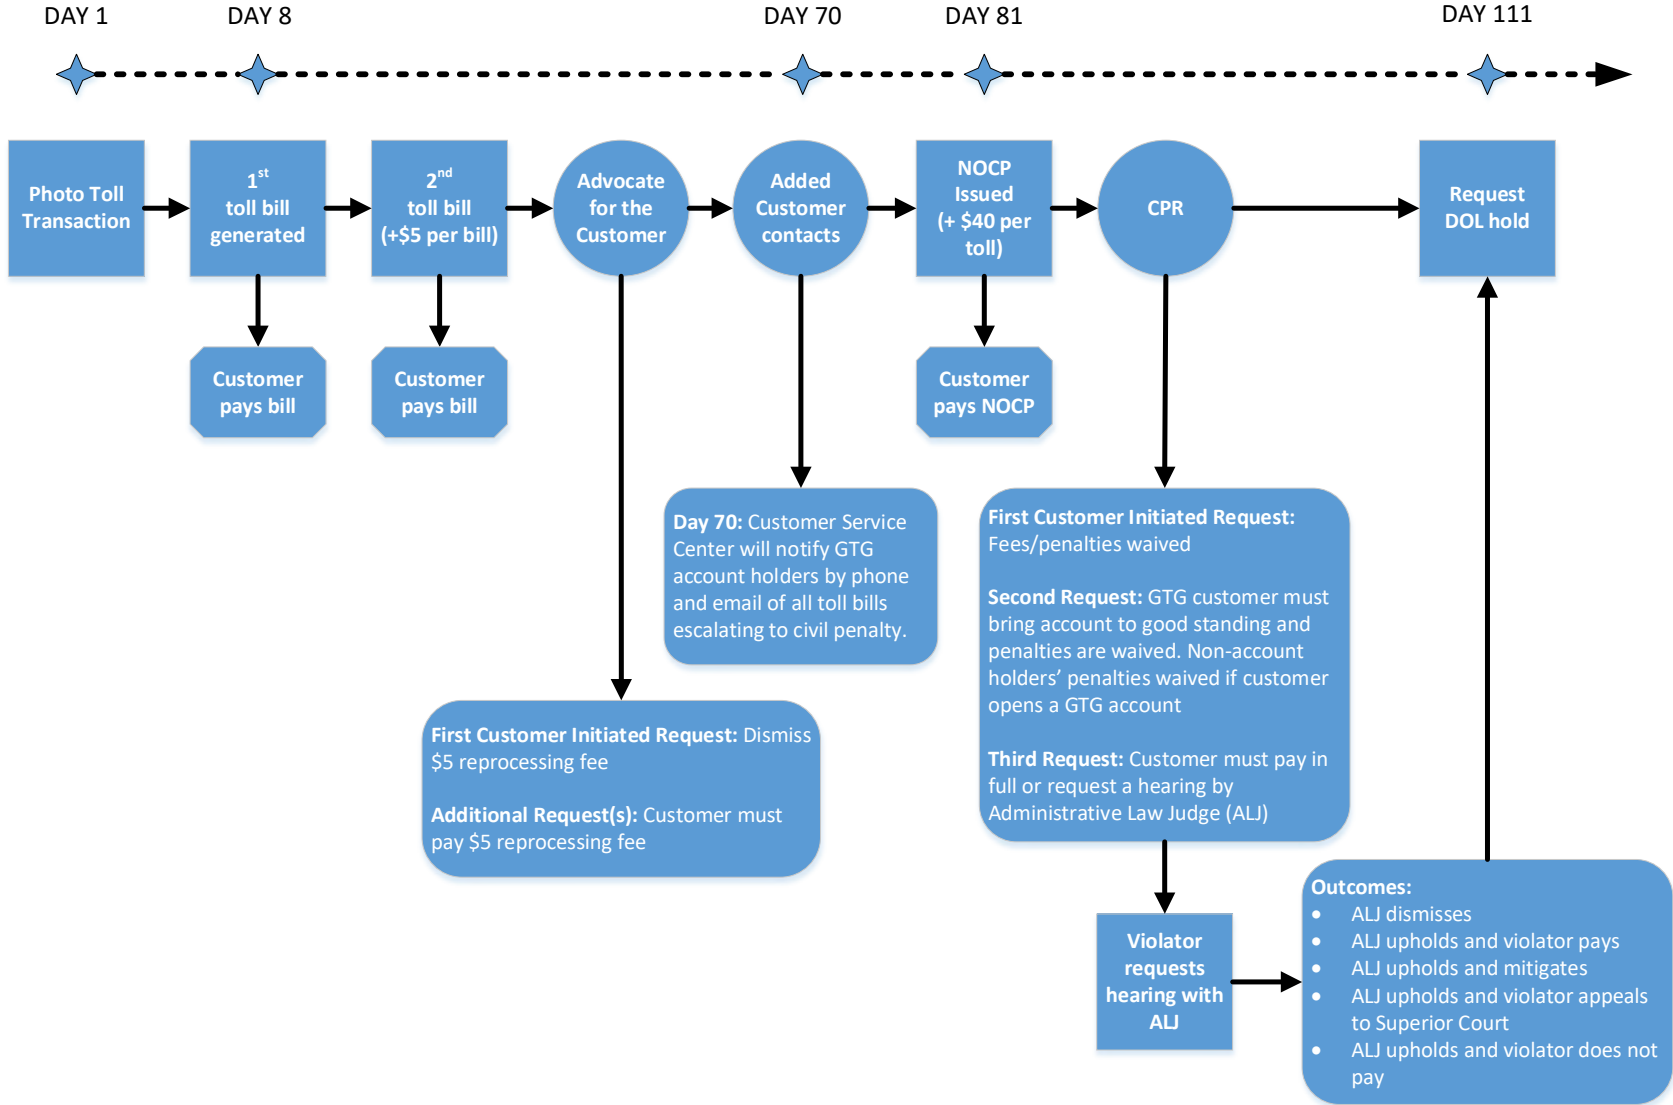 DAY 1
DAY 8
DAY 70
DAY 81
DAY 111
Photo Toll
Transaction
1st
toll bill
generated
2nd
toll bill
(+$5 per bill)
Advocate
for the
Customer
Added
Customer
contacts
NOCP
Issued
(+ $40 per
toll)
CPR
Request
DOL hold
Customer
pays bill
Customer
pays bill
Customer
pays NOCP
Day 70: Customer Service
Center will notify GTG
account holders by phone
and email of all toll bills
escalating to civil penalty.
First Customer Initiated Request:
Fees/penalties waived
Second Request: GTG customer must
bring account to good standing and
penalties are waived. Non-account
holders’ penalties waived if customer
opens a GTG account
Third Request: Customer must pay in
full or request a hearing by
Administrative Law Judge (ALJ)
First Customer Initiated Request: Dismiss
$5 reprocessing fee
Additional Request(s): Customer must
pay $5 reprocessing fee
Violator
requests
hearing with
ALJ
Outcomes:
• ALJ dismisses
• ALJ upholds and violator pays
• ALJ upholds and mitigates
• ALJ upholds and violator appeals
to Superior Court
• ALJ upholds and violator does not
pay